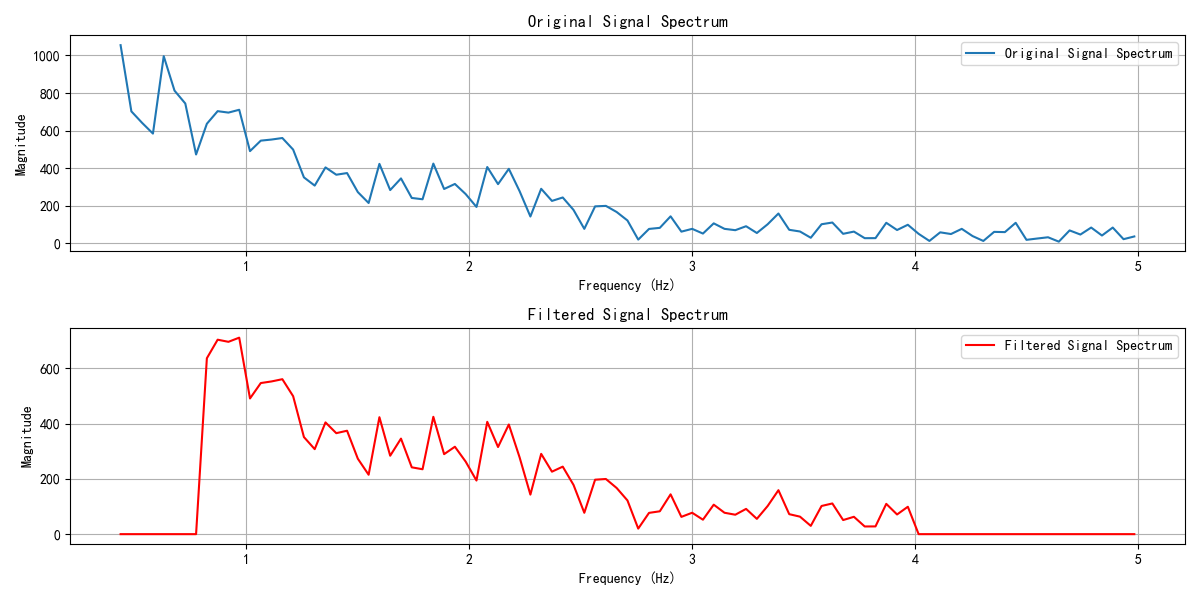 Original Signal Spectrum
Original Signal Spectrum
1000
800
600
400
200
0
Magnitude
1 2 3 4 5
Frequency (Hz)
Filtered Signal Spectrum
Filtered Signal Spectrum
600
400
200
0
Magnitude
1 2 3 4 5
Frequency (Hz)